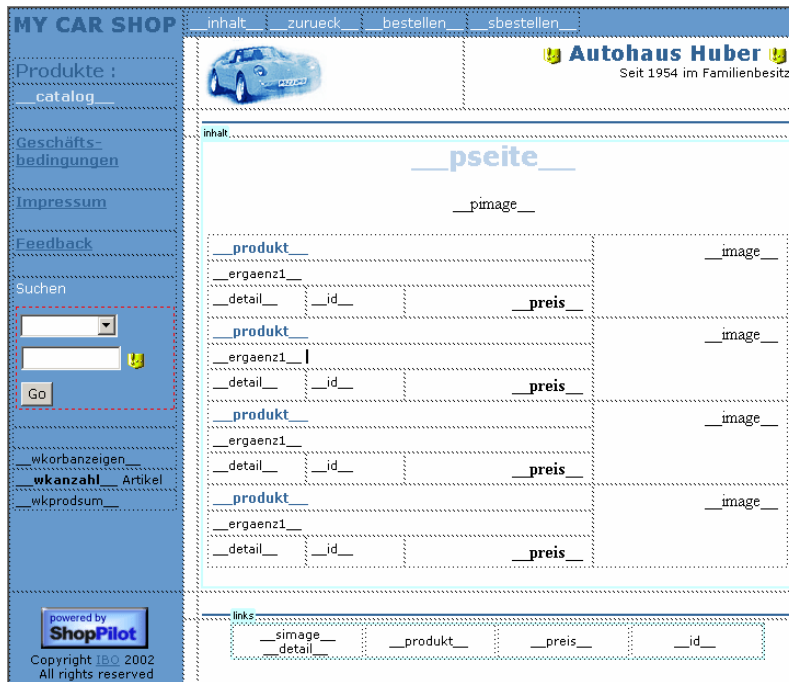 MY CAR SHOP
__inhalt__ __zurueck__ __bestellen__ __sbestellen__
Autohaus Huber
Seit 1954 im Familienbesitz
Produkte :
__catalog__
Geschäfts-
bedingungen
Impressum
Feedback
Suchen
Go
__wkorbanzeigen__
__wkanzahl__ Artikel
__wkprodsum__
powered by
ShopPilot
Copyright IBO 2002
All rights reserved
inhalt
__pseite__
__pimage__
__produkt__ __image__
__ergaenz1__
__detail__ __id__ __preis__
__produkt__ __image__
__ergaenz1__
__detail__ __id__ __preis__
__produkt__ __image__
__ergaenz1__
__detail__ __id__ __preis__
__produkt__ __image__
__ergaenz1__
__detail__ __id__ __preis__
links
__simage__
__detail__ __produkt__ __preis__ __id__